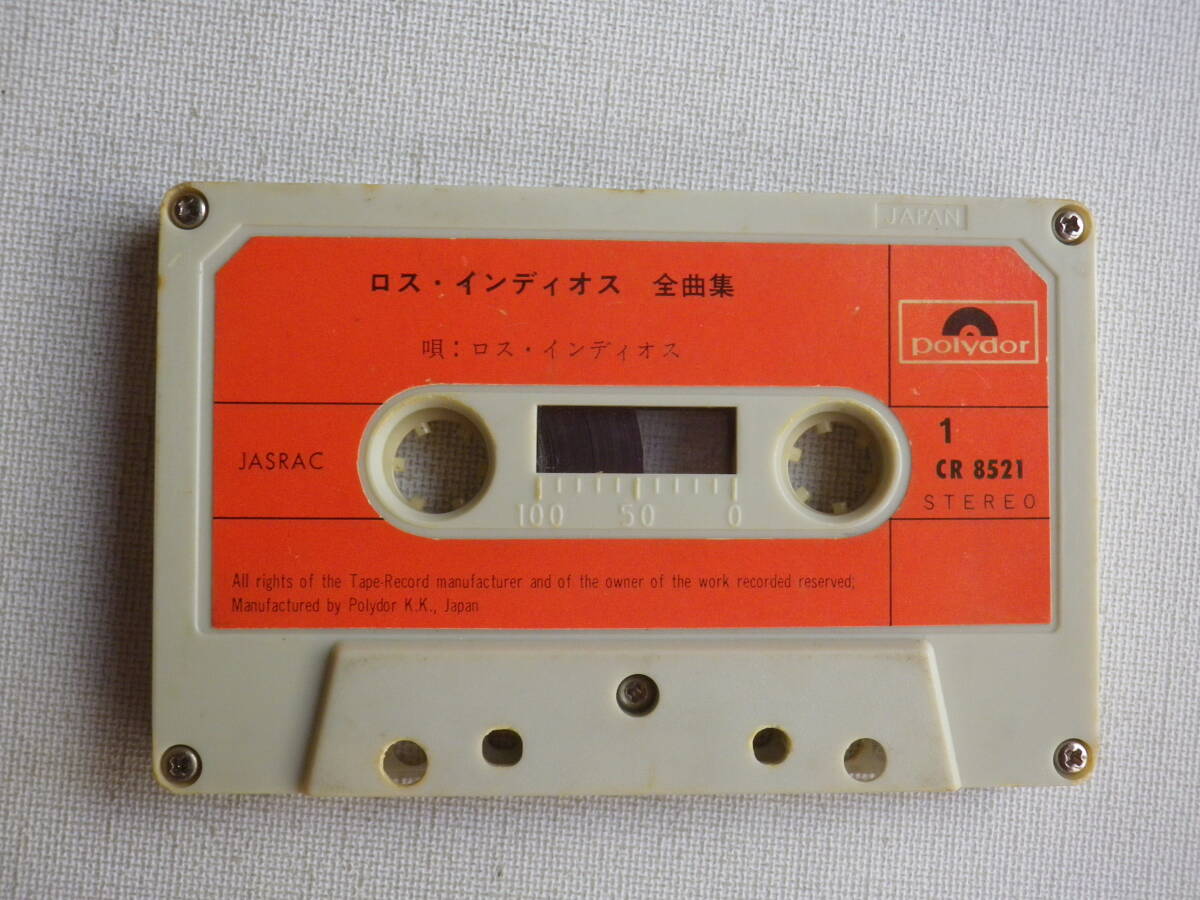 JAPAN
ロス・インディオス 全曲集
唄:ロス・インディオス
polydor
JASRAC
1
CR 8521
STEREO
100 50 0
All rights of the Tape-Record manufacturer and of the owner of the work recorded reserved;
Manufactured by Polydor K.K., Japan